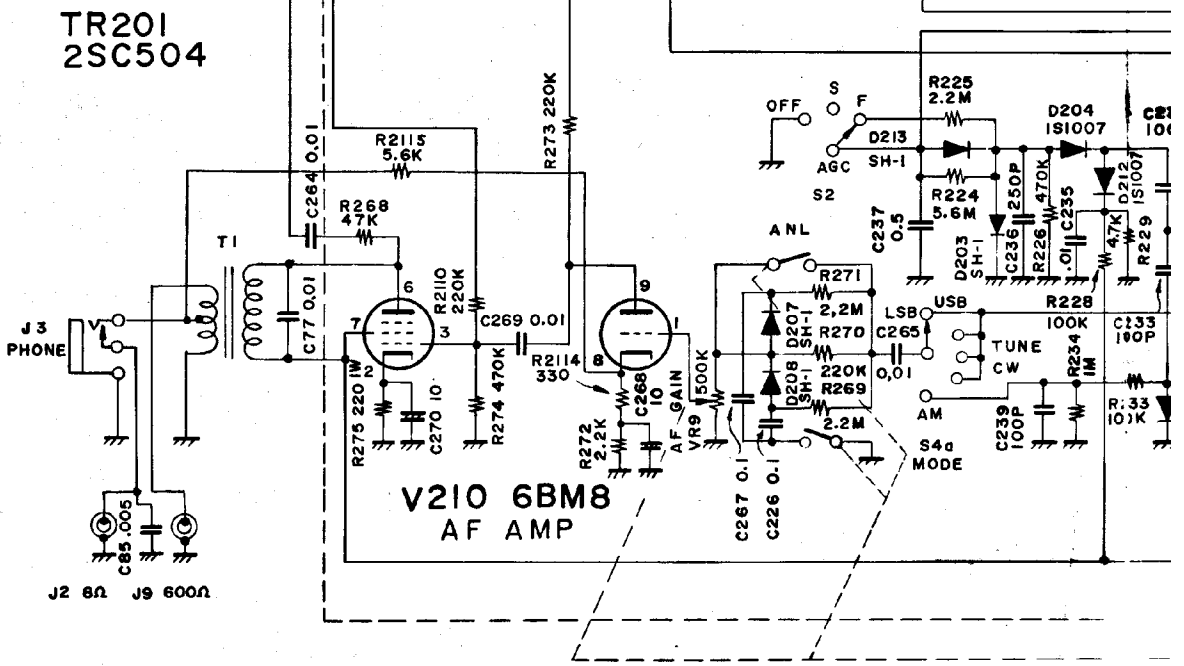 TR201
2SC504
R273 220K
S
OFF
F
AGC
S2
R225
2.2M
D213
SH-1
R224
5.6M
D204
1S1007
D212
1S1007
R2115
5.6K
C264 0.01
R268
47K
T1
C77 0.01
R2110
220K
C237
0.5
D203
SH-1
C236 250P
R226 470K
C235
.01
4.7K
R229
ANL
R271
2,2M
R270
220K
R269
2.2M
D207
SH-1
D208
SH-1
C265
0,01
LSB
USB
TUNE
CW
AM
S4a
MODE
R228
100K
C233
100P
R234
1M
C239
100P
R233
100K
J3
PHONE
6
7
3
2
C269 0.01
9
8
1
R2114
330
C268
10
AF GAIN
VR9
500K
R275 220 1W
C270 10
R274 470K
R272
2.2K
C267 0.1
C226 0.1
V210 6BM8
AF AMP
C85 .005
J2 8Ω
J9 600Ω